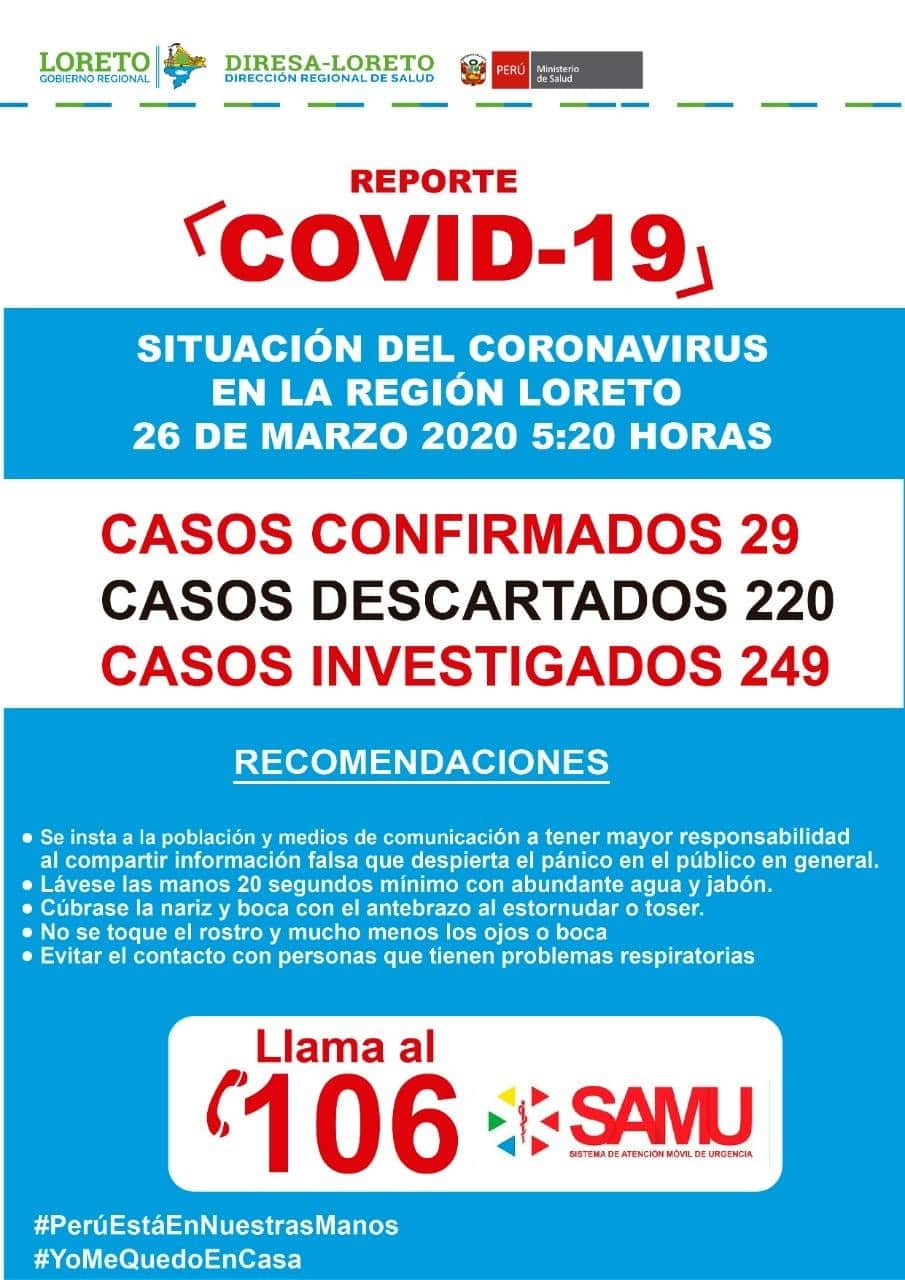 LORETO
GOBIERNO REGIONAL
DIRESA-LORETO
DIRECCIÓN REGIONAL DE SALUD
PERÚ
Ministerio
de Salud
REPORTE
COVID-19
SITUACIÓN DEL CORONAVIRUS
EN LA REGIÓN LORETO
26 DE MARZO 2020 5:20 HORAS
CASOS CONFIRMADOS 29
CASOS DESCARTADOS 220
CASOS INVESTIGADOS 249
RECOMENDACIONES
● Se insta a la población y medios de comunicación a tener mayor responsabilidad
al compartir información falsa que despierta el pánico en el público en general.
● Lávese las manos 20 segundos mínimo con abundante agua y jabón.
● Cúbrase la nariz y boca con el antebrazo al estornudar o toser.
● No se toque el rostro y mucho menos los ojos o boca
● Evitar el contacto con personas que tienen problemas respiratorias
Llama al
106
SAMU
SISTEMA DE ATENCIÓN MÓVIL DE URGENCIA
#PerúEstáEnNuestrasManos
#YoMeQuedoEnCasa